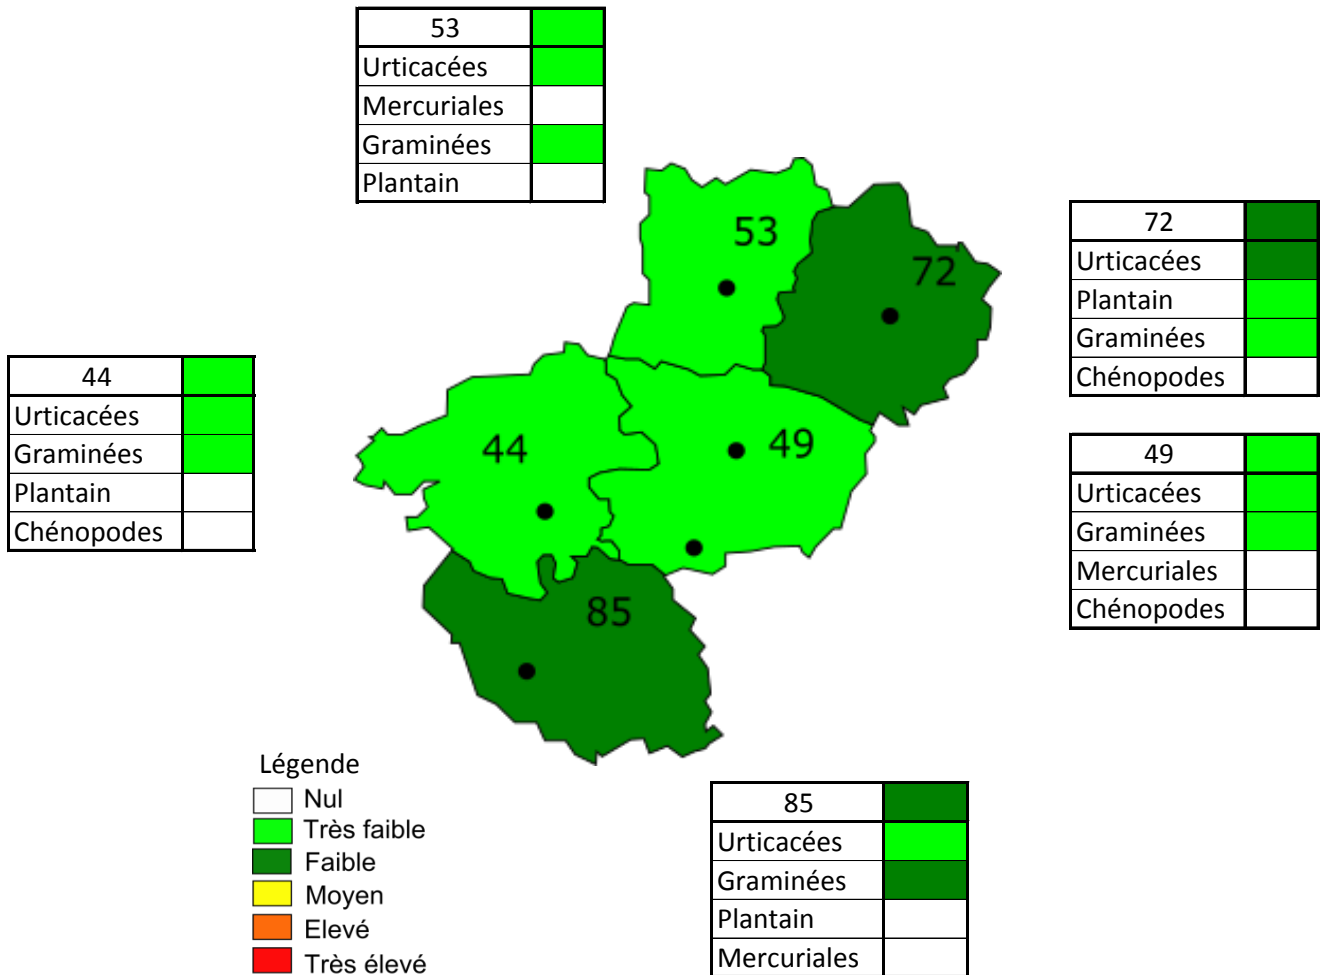 53
Urticacées
Mercuriales
Graminées
Plantain
53
72
72
Urticacées
Plantain
Graminées
Chénopodes
44
Urticacées
Graminées
Plantain
Chénopodes
44
49
49
Urticacées
Graminées
Mercuriales
Chénopodes
85
Légende
Nul
Très faible
Faible
Moyen
Elevé
Très élevé
85
Urticacées
Graminées
Plantain
Mercuriales